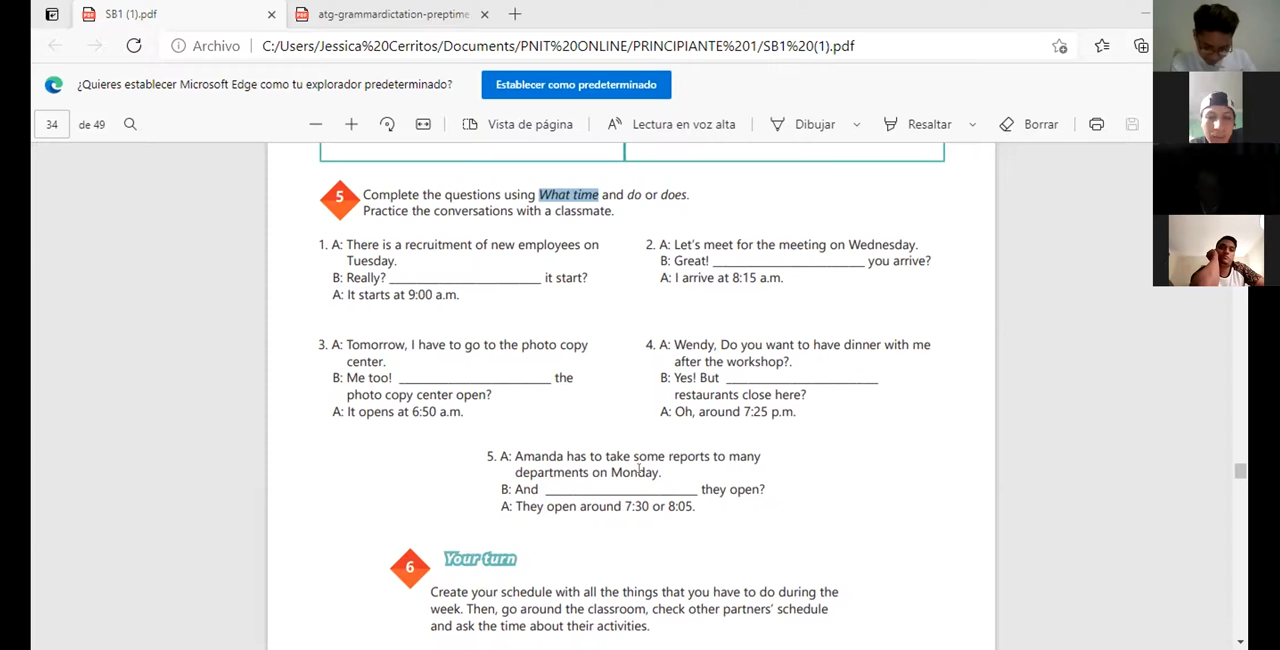 SB1 (1).pdf
atg-grammardictation-preptime
Archivo
C:/Users/Jessica%20Cerritos/Documents/PNIT%20ONLINE/PRINCIPIANTE%201/SB1%20(1).pdf
¿Quieres establecer Microsoft Edge como tu explorador predeterminado?
Establecer como predeterminado
34 de 49
Vista de página
Lectura en voz alta
Dibujar
Resaltar
Borrar
5 Complete the questions using What time and do or does.
Practice the conversations with a classmate.
1. A: There is a recruitment of new employees on
Tuesday.
B: Really? ____________________ it start?
A: It starts at 9:00 a.m.
2. A: Let's meet for the meeting on Wednesday.
B: Great! ____________________ you arrive?
A: I arrive at 8:15 a.m.
3. A: Tomorrow, I have to go to the photo copy
center.
B: Me too! ____________________ the
photo copy center open?
A: It opens at 6:50 a.m.
4. A: Wendy, Do you want to have dinner with me
after the workshop?.
B: Yes! But ____________________
restaurants close here?
A: Oh, around 7:25 p.m.
5. A: Amanda has to take some reports to many
departments on Monday.
B: And ____________________ they open?
A: They open around 7:30 or 8:05.
6 Your turn
Create your schedule with all the things that you have to do during the
week. Then, go around the classroom, check other partners' schedule
and ask the time about their activities.